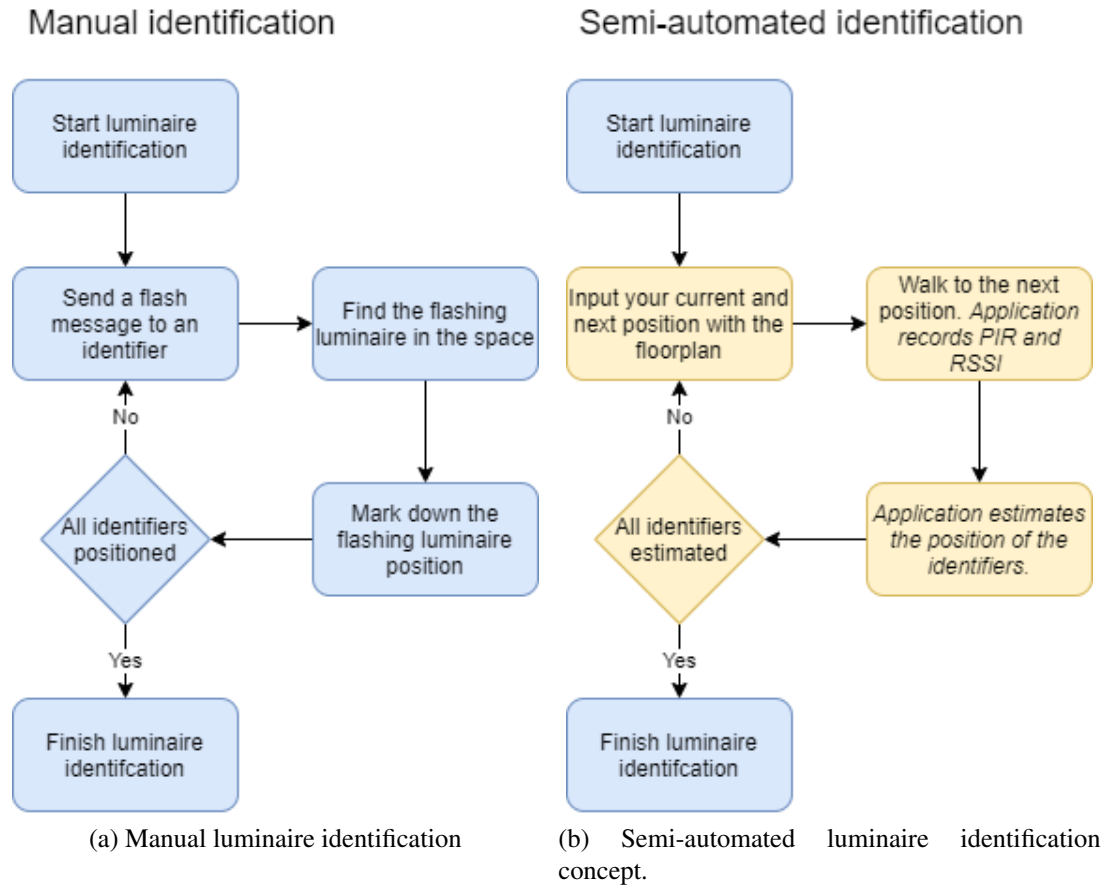 Manual identification
Start luminaire
identification
Send a flash
message to an
identifier
Find the flashing
luminaire in the space
Mark down the
flashing luminaire
position
All identifiers
positioned
No
Yes
Finish luminaire
identifcation
(a) Manual luminaire identification
Semi-automated identification
Start luminaire
identification
Input your current and
next position with the
floorplan
Walk to the next
position. Application
records PIR and
RSSI
Application estimates
the position of the
identifiers.
All identifiers
estimated
No
Yes
Finish luminaire
identifcation
(b) Semi-automated luminaire identification
concept.